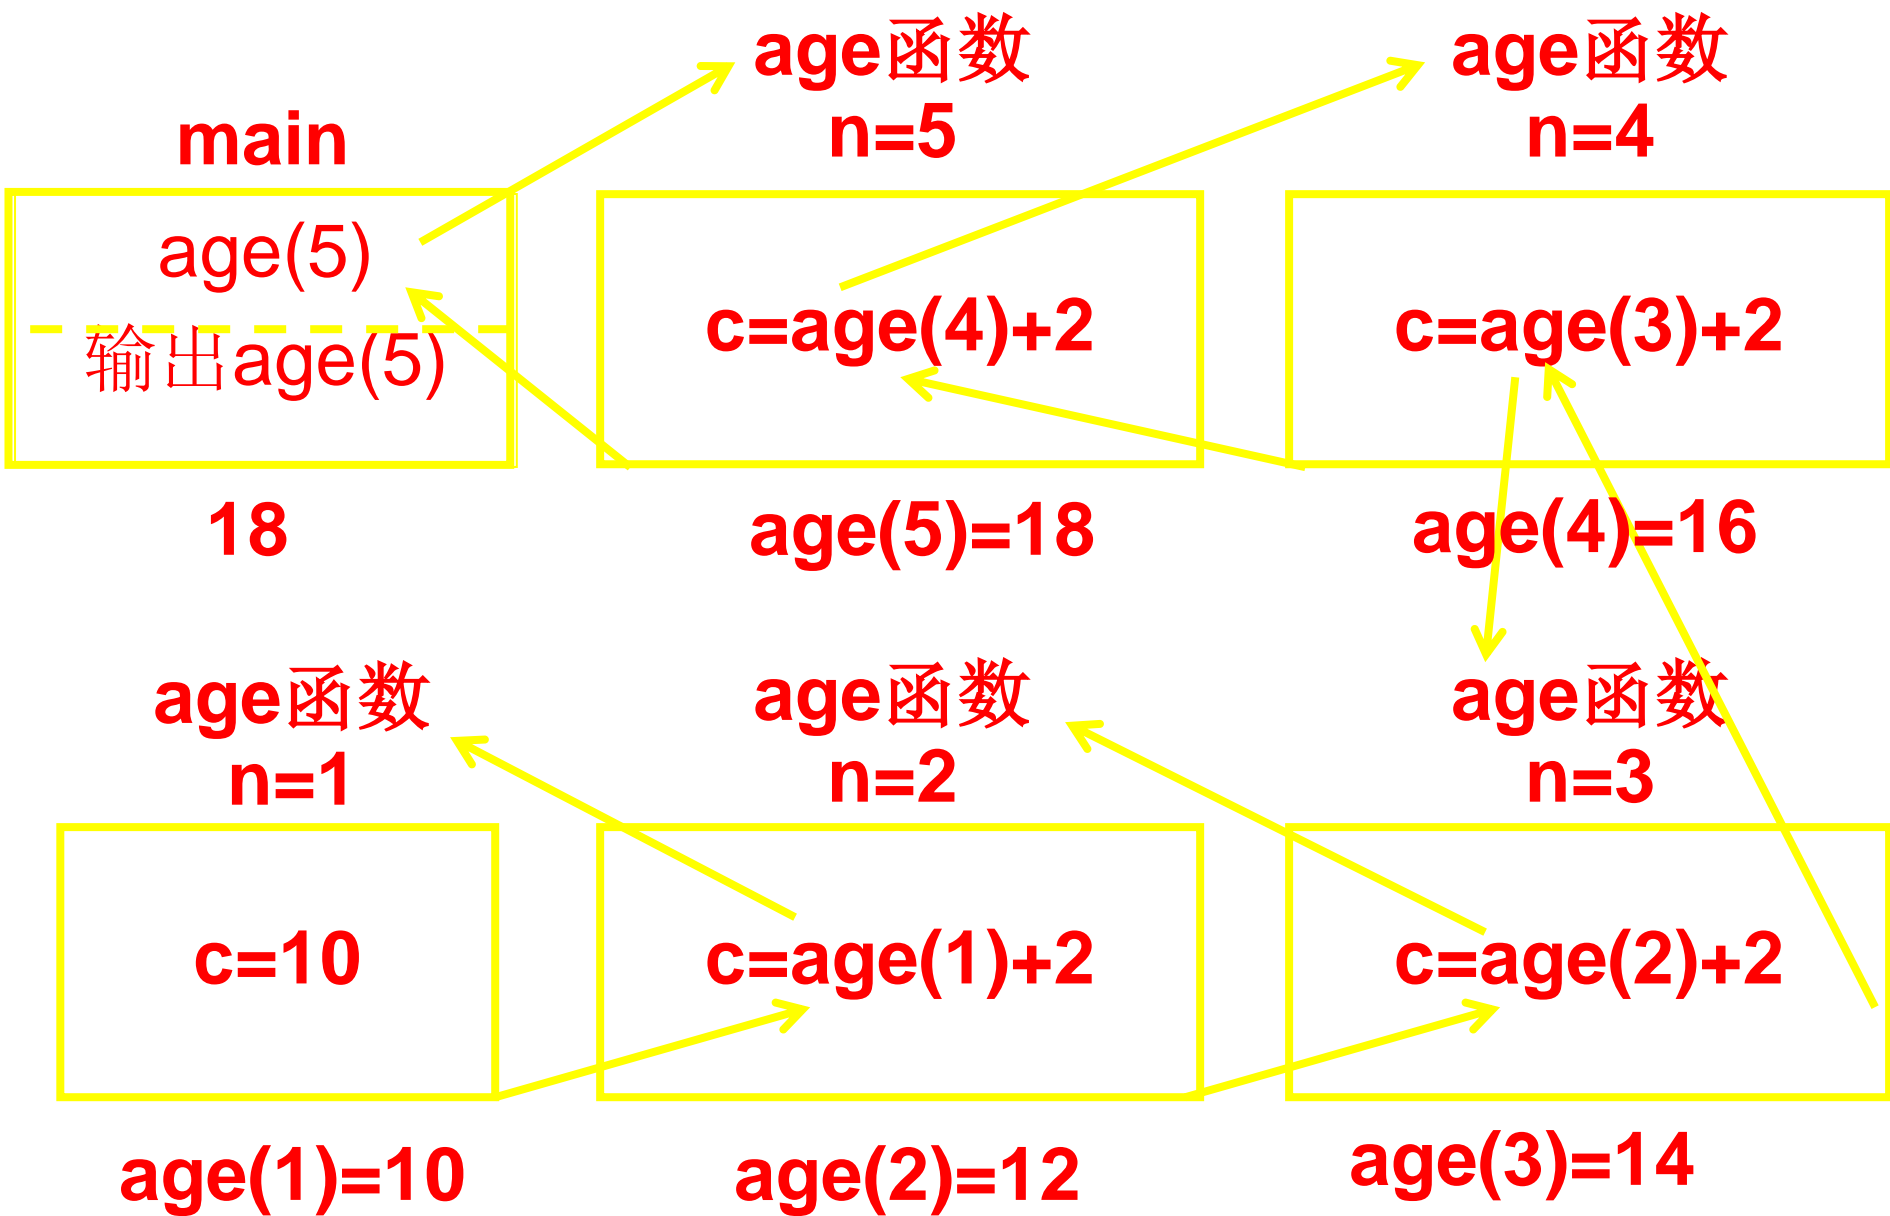 main
age(5)
输出age(5)
18
age函数
n=5
c=age(4)+2
age(5)=18
age函数
n=4
c=age(3)+2
age(4)=16
age函数
n=1
c=10
age(1)=10
age函数
n=2
c=age(1)+2
age(2)=12
age函数
n=3
c=age(2)+2
age(3)=14